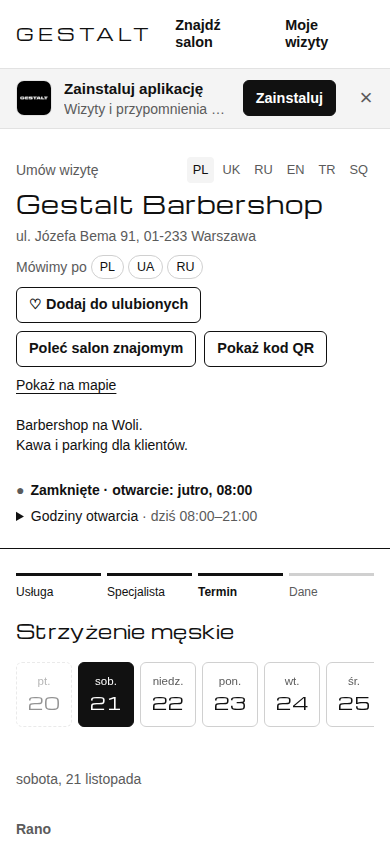 GESTALT
Znajdź salon
Moje wizyty
GESTALT
Zainstaluj aplikację
Wizyty i przypomnienia …
Zainstaluj
×
Umów wizytę
PL UK RU EN TR SQ
Gestalt Barbershop
ul. Józefa Bema 91, 01-233 Warszawa
Mówimy po PL UA RU
♡ Dodaj do ulubionych
Poleć salon znajomym
Pokaż kod QR
Pokaż na mapie
Barbershop na Woli.
Kawa i parking dla klientów.
● Zamknięte · otwarcie: jutro, 08:00
▶ Godziny otwarcia · dziś 08:00–21:00
Usługa
Specjalista
Termin
Dane
Strzyżenie męskie
pt. 20
sob. 21
niedz. 22
pon. 23
wt. 24
śr. 25
sobota, 21 listopada
Rano